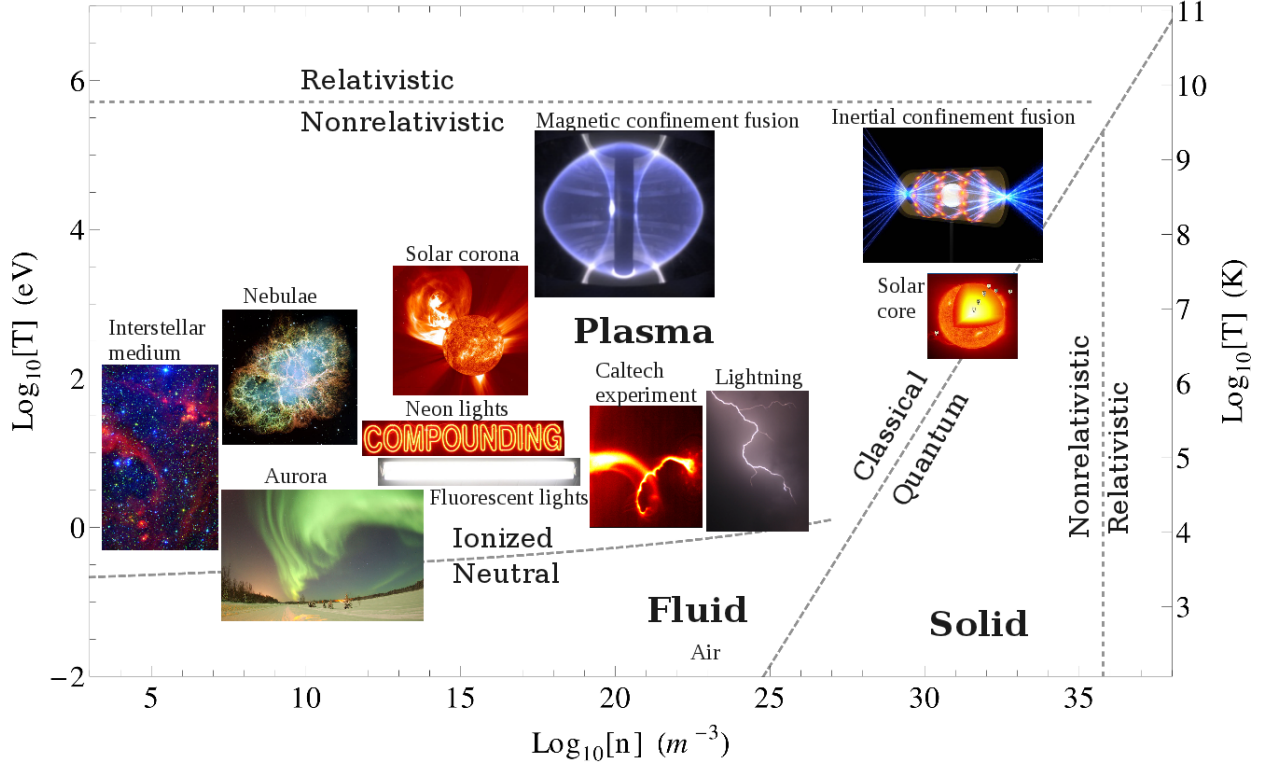 Relativistic
Nonrelativistic
Magnetic confinement fusion
Inertial confinement fusion
Solar corona
Nebulae
Interstellar
medium
Solar
core
Plasma
Caltech
experiment
Lightning
Neon lights
COMPOUNDING
Aurora
Fluorescent lights
Ionized
Neutral
Classical
Quantum
Nonrelativistic
Relativistic
Fluid
Solid
Air
Log10[T] (eV)
6
4
2
0
−2
Log10[T] (K)
11
10
9
8
7
6
5
4
3
5
10
15
20
25
30
35
Log10[n] (m⁻³)